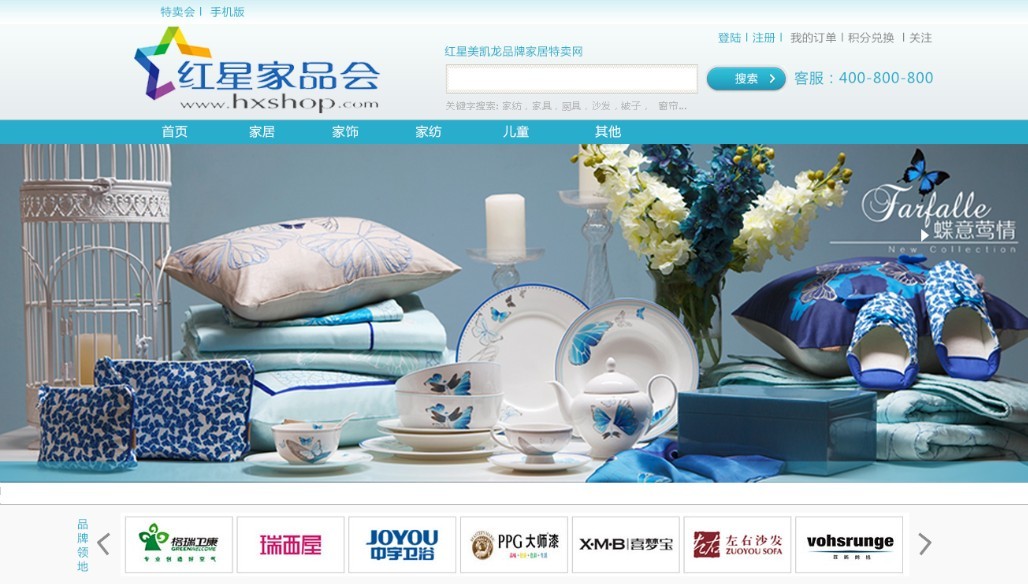 特卖会 | 手机版
红星家品会
www.hxshop.com
登陆 | 注册 | 我的订单 | 积分兑换 | 关注
红星美凯龙品牌家居特卖网
搜索
客服：400-800-800
关键字搜索: 家纺，家具，
沙发，被子， 窗帘...
首页 家居 家饰 家纺 儿童 其他
Farfalle
蝶意莺情
New Collection
品牌领地
格瑞卫康
GREENWELCOME
瑞西屋
JOYOU
中宇卫浴
PPG 大师漆
X·M·B|喜梦宝
左右沙发
ZUOYOU SOFA
vohsrunge